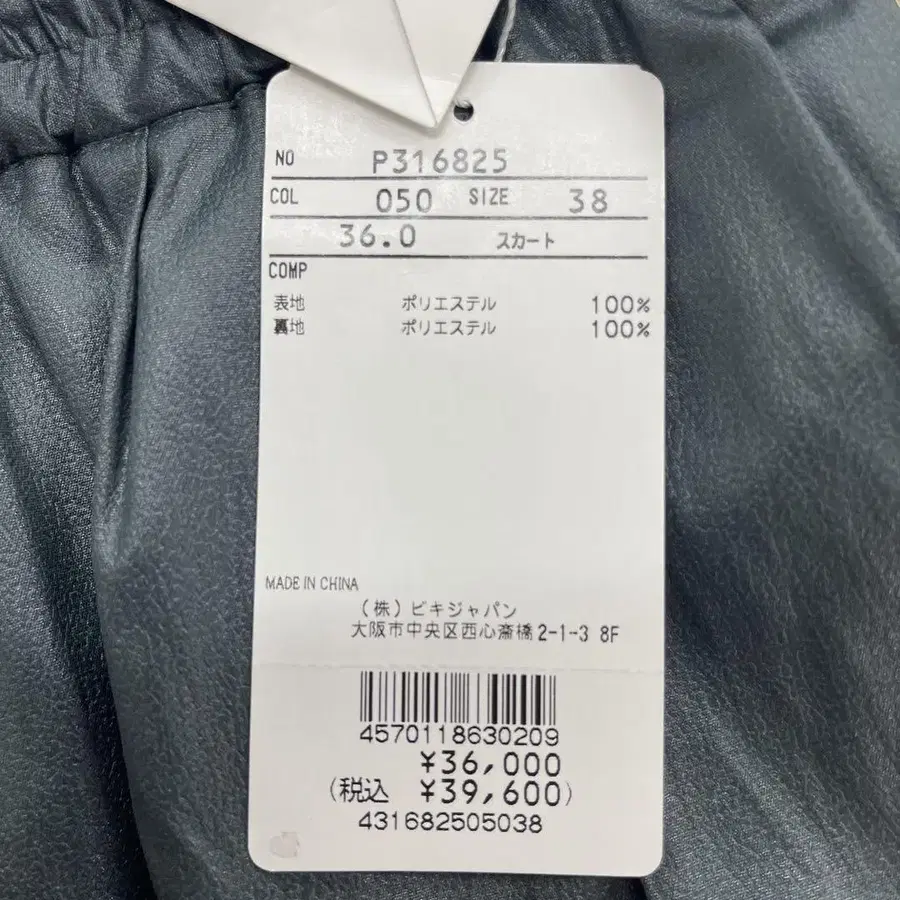 NO P316825
COL 050 SIZE 38
36.0 スカート
COMP
表地 ポリエステル 100%
裏地 ポリエステル 100%
MADE IN CHINA
(株)ビキジャパン
大阪市中央区西心斎橋2-1-3 8F
4570118630209
¥36,000
(税込 ¥39,600)
431682505038